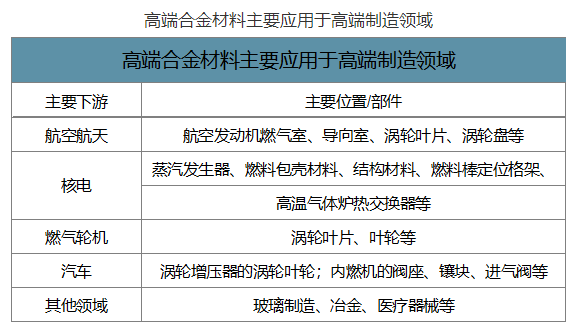 高端合金材料主要应用于高端制造领域
高端合金材料主要应用于高端制造领域
主要下游 主要位置/部件
航空航天 航空发动机燃气室、导向室、涡轮叶片、涡轮盘等
核电 蒸汽发生器、燃料包壳材料、结构材料、燃料棒定位格架、
高温气体炉热交换器等
燃气轮机 涡轮叶片、叶轮等
汽车 涡轮增压器的涡轮叶轮；内燃机的阀座、镶块、进气阀等
其他领域 玻璃制造、冶金、医疗器械等